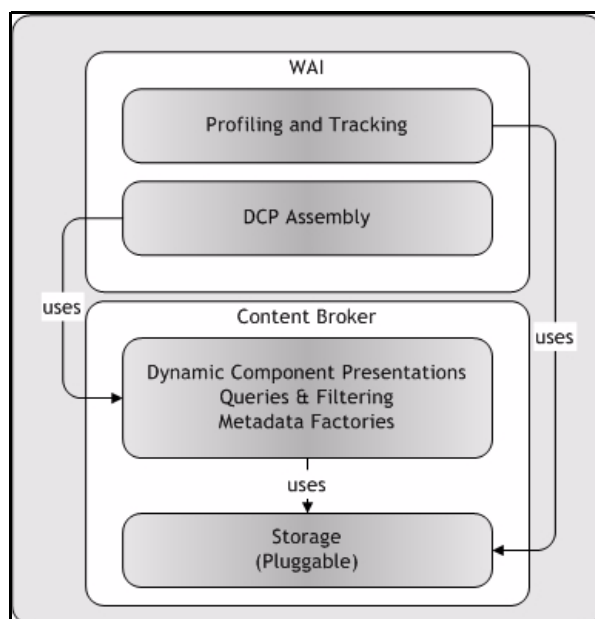 WAI
Profiling and Tracking
DCP Assembly
uses
Content Broker
uses
Dynamic Component Presentations
Queries & Filtering
Metadata Factories
uses
Storage
(Pluggable)